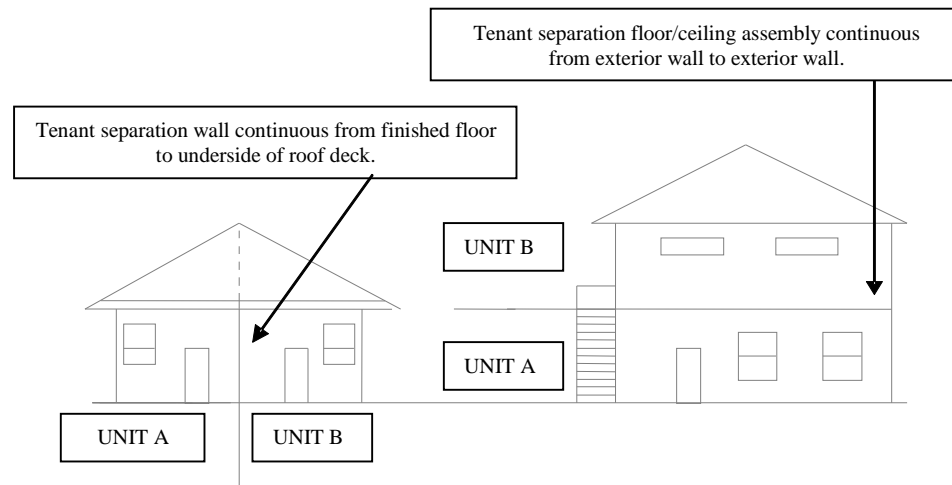 Tenant separation floor/ceiling assembly continuous
from exterior wall to exterior wall.
Tenant separation wall continuous from finished floor
to underside of roof deck.
UNIT B
UNIT A
UNIT A
UNIT B